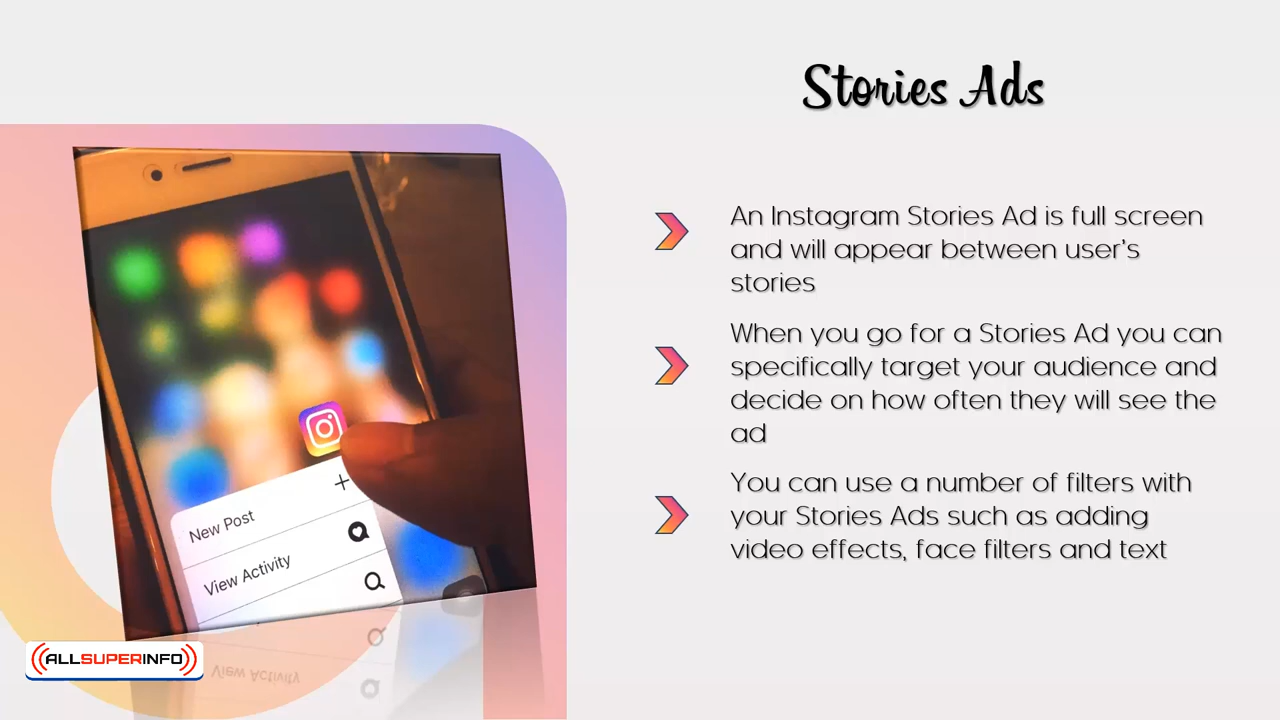 Stories Ads
An Instagram Stories Ad is full screen
and will appear between user's
stories
When you go for a Stories Ad you can
specifically target your audience and
decide on how often they will see the
ad
You can use a number of filters with
your Stories Ads such as adding
video effects, face filters and text
New Post
View Activity
View Activity
ALLSUPERINFO